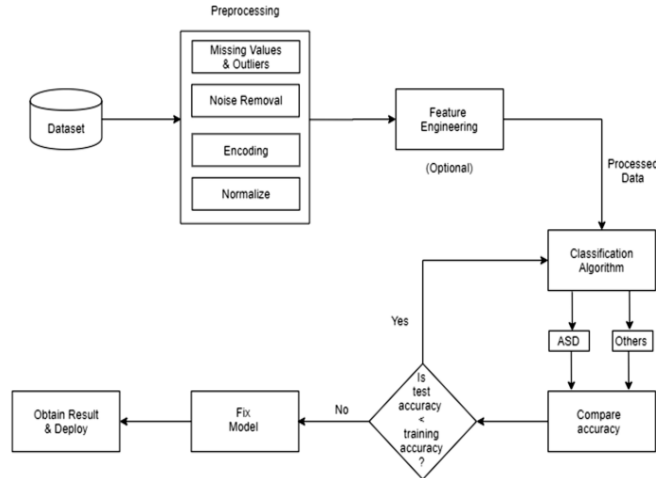 Preprocessing
Missing Values
& Outliers
Noise Removal
Encoding
Normalize
Dataset
Feature
Engineering
(Optional)
Processed
Data
Classification
Algorithm
ASD
Others
Compare
accuracy
Yes
Is
test
accuracy
<
training
accuracy
?
No
Fix
Model
Obtain Result
& Deploy